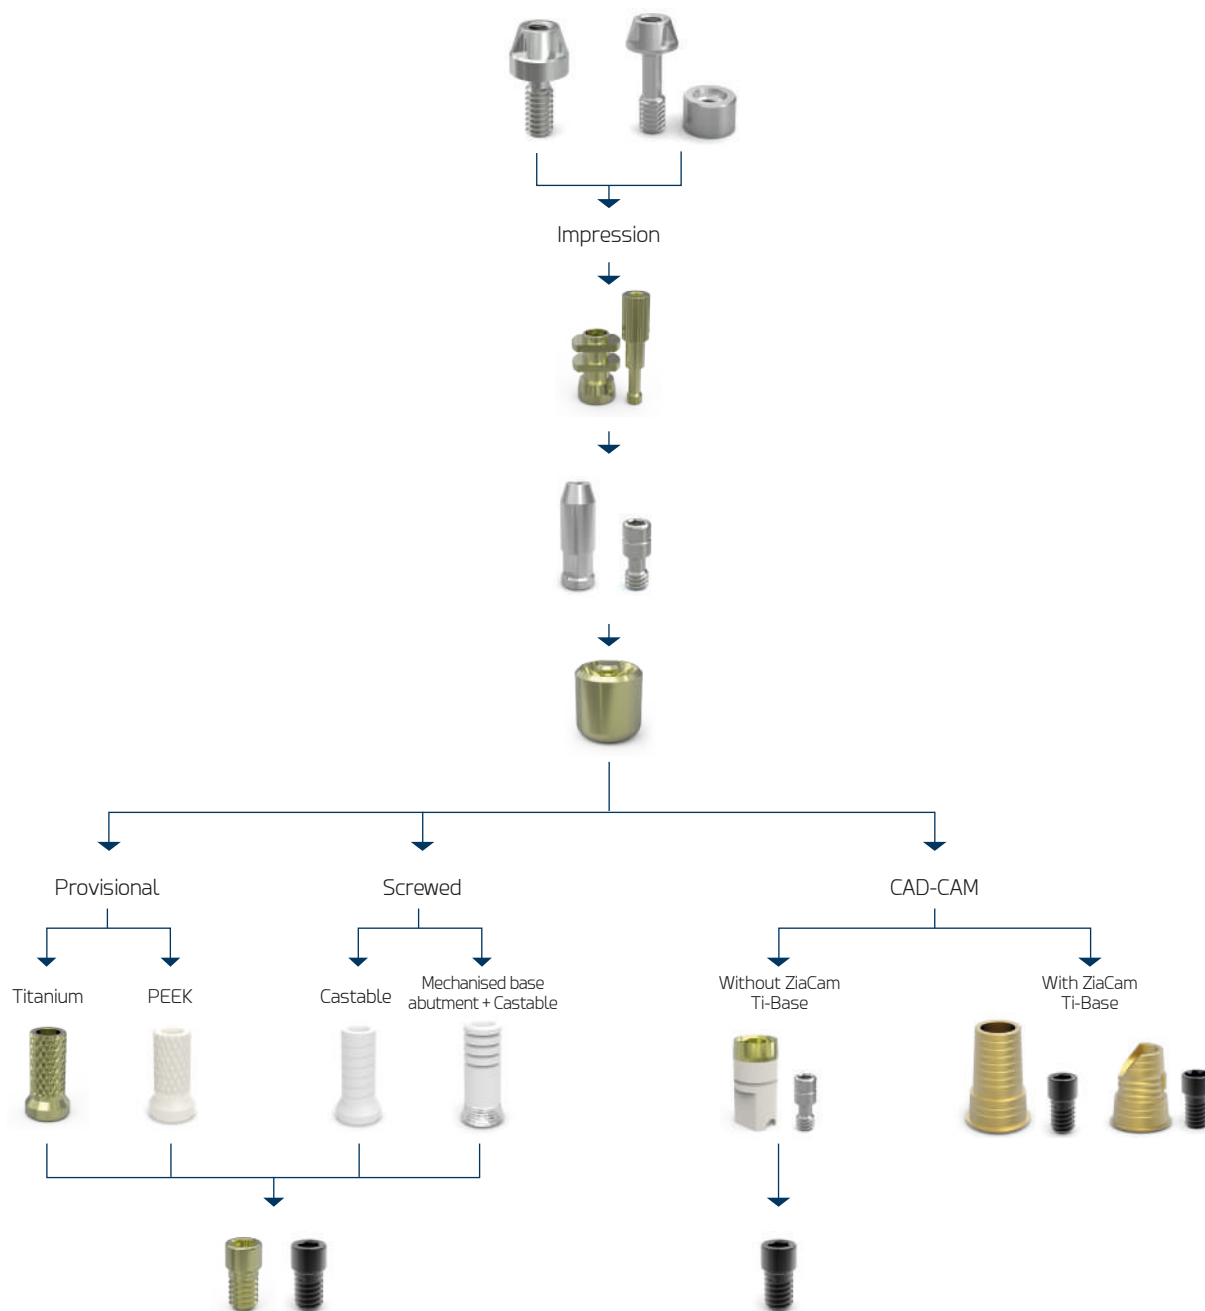 Impression
Provisional
Screwed
CAD-CAM
Titanium
PEEK
Castable
Mechanised base
abutment + Castable
Without ZiaCam
Ti-Base
With ZiaCam
Ti-Base